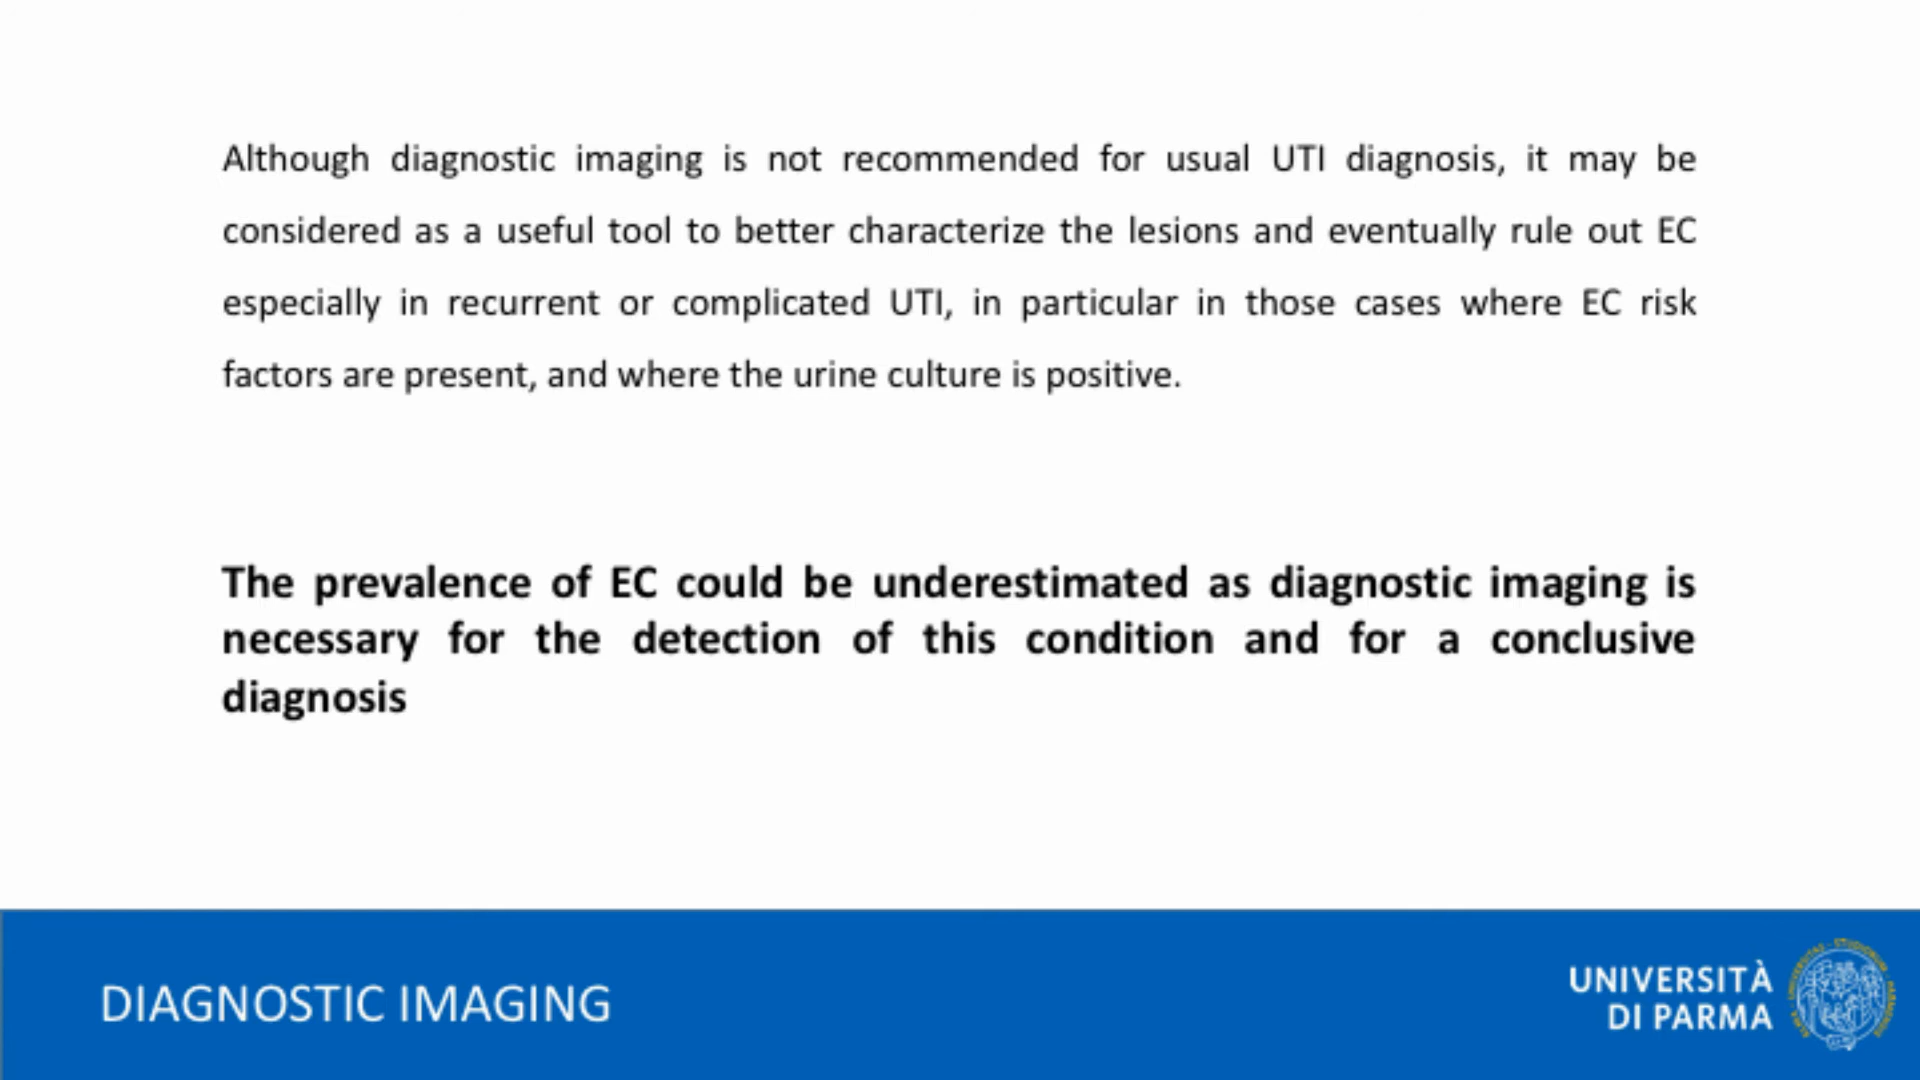 Although diagnostic imaging is not recommended for usual UTI diagnosis, it may be
considered as a useful tool to better characterize the lesions and eventually rule out EC
especially in recurrent or complicated UTI, in particular in those cases where EC risk
factors are present, and where the urine culture is positive.
The prevalence of EC could be underestimated as diagnostic imaging is
necessary for the detection of this condition and for a conclusive
diagnosis
DIAGNOSTIC IMAGING
UNIVERSITÀ
DI PARMA